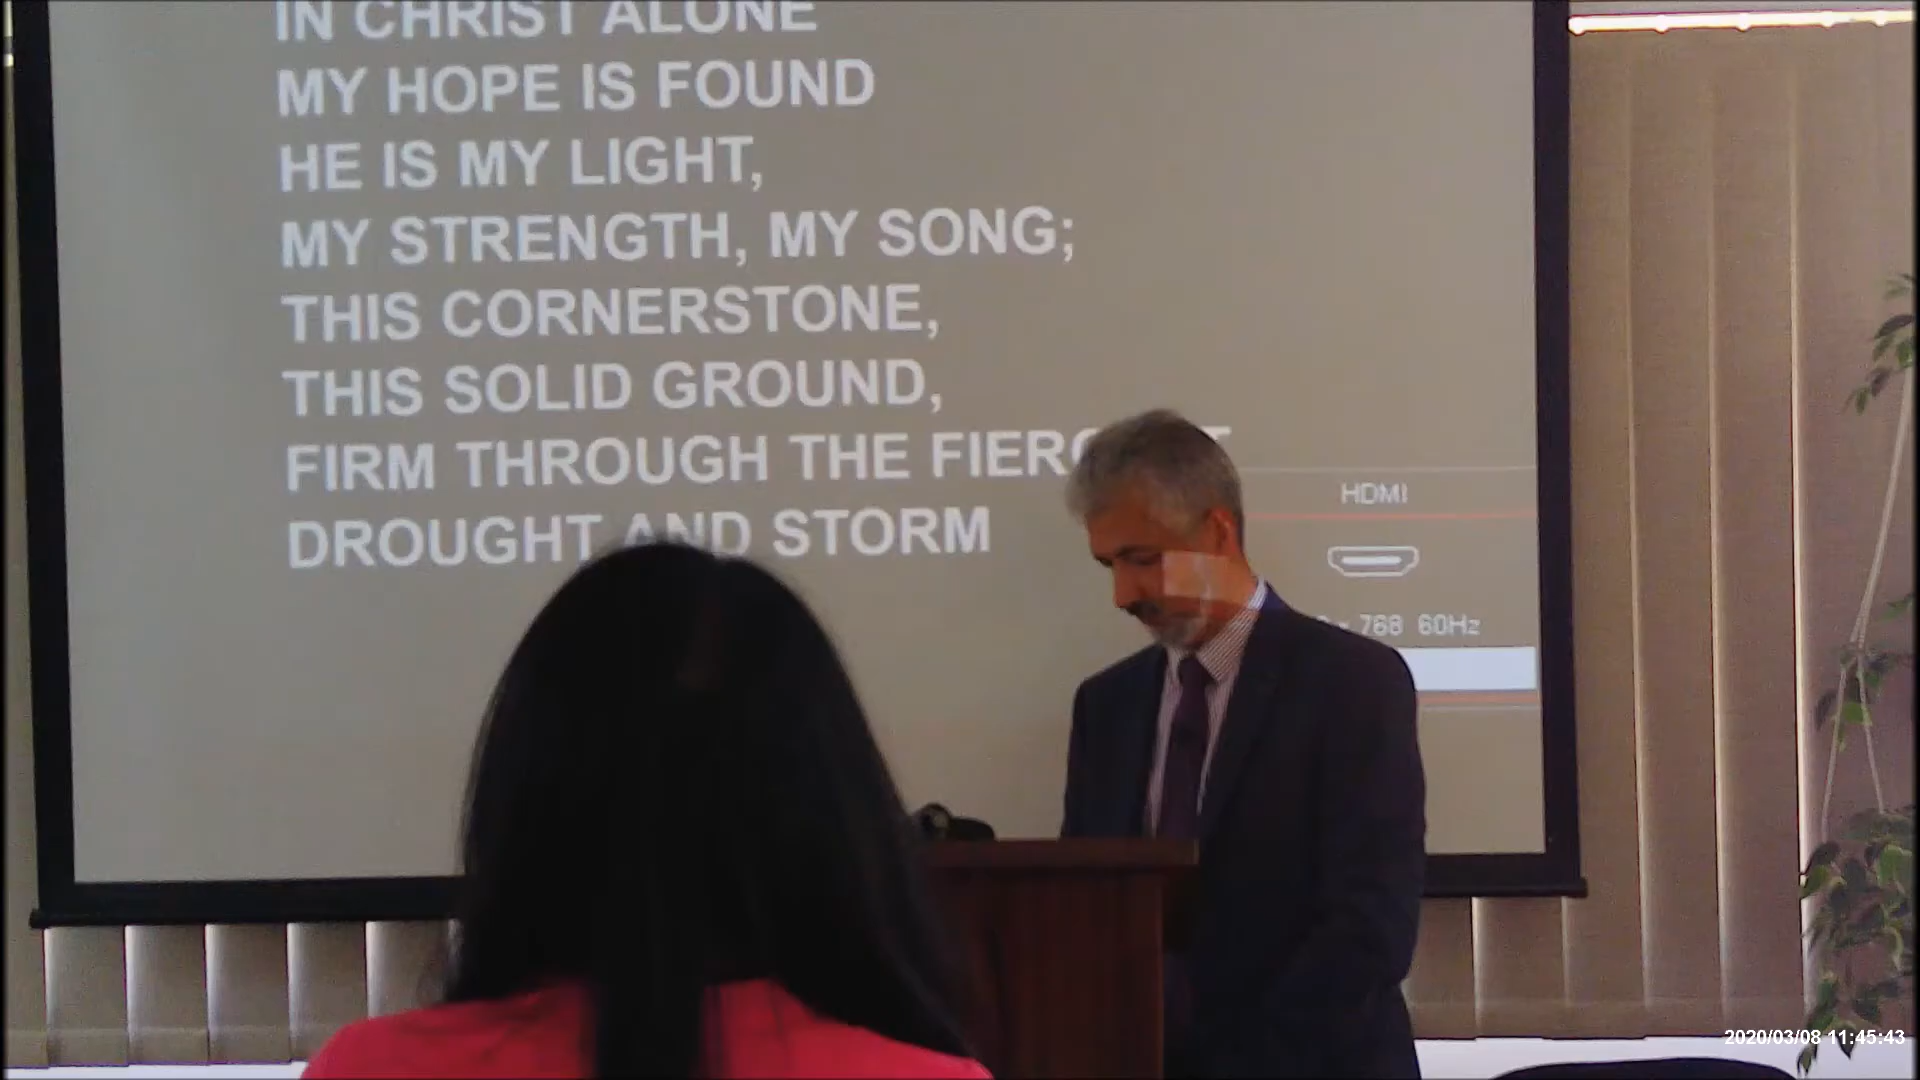 IN CHRIST ALONE
MY HOPE IS FOUND
HE IS MY LIGHT,
MY STRENGTH, MY SONG;
THIS CORNERSTONE,
THIS SOLID GROUND,
FIRM THROUGH THE
DROUGHT AND STORM
HDMI
768 60Hz
2020/03/08 11:45:43